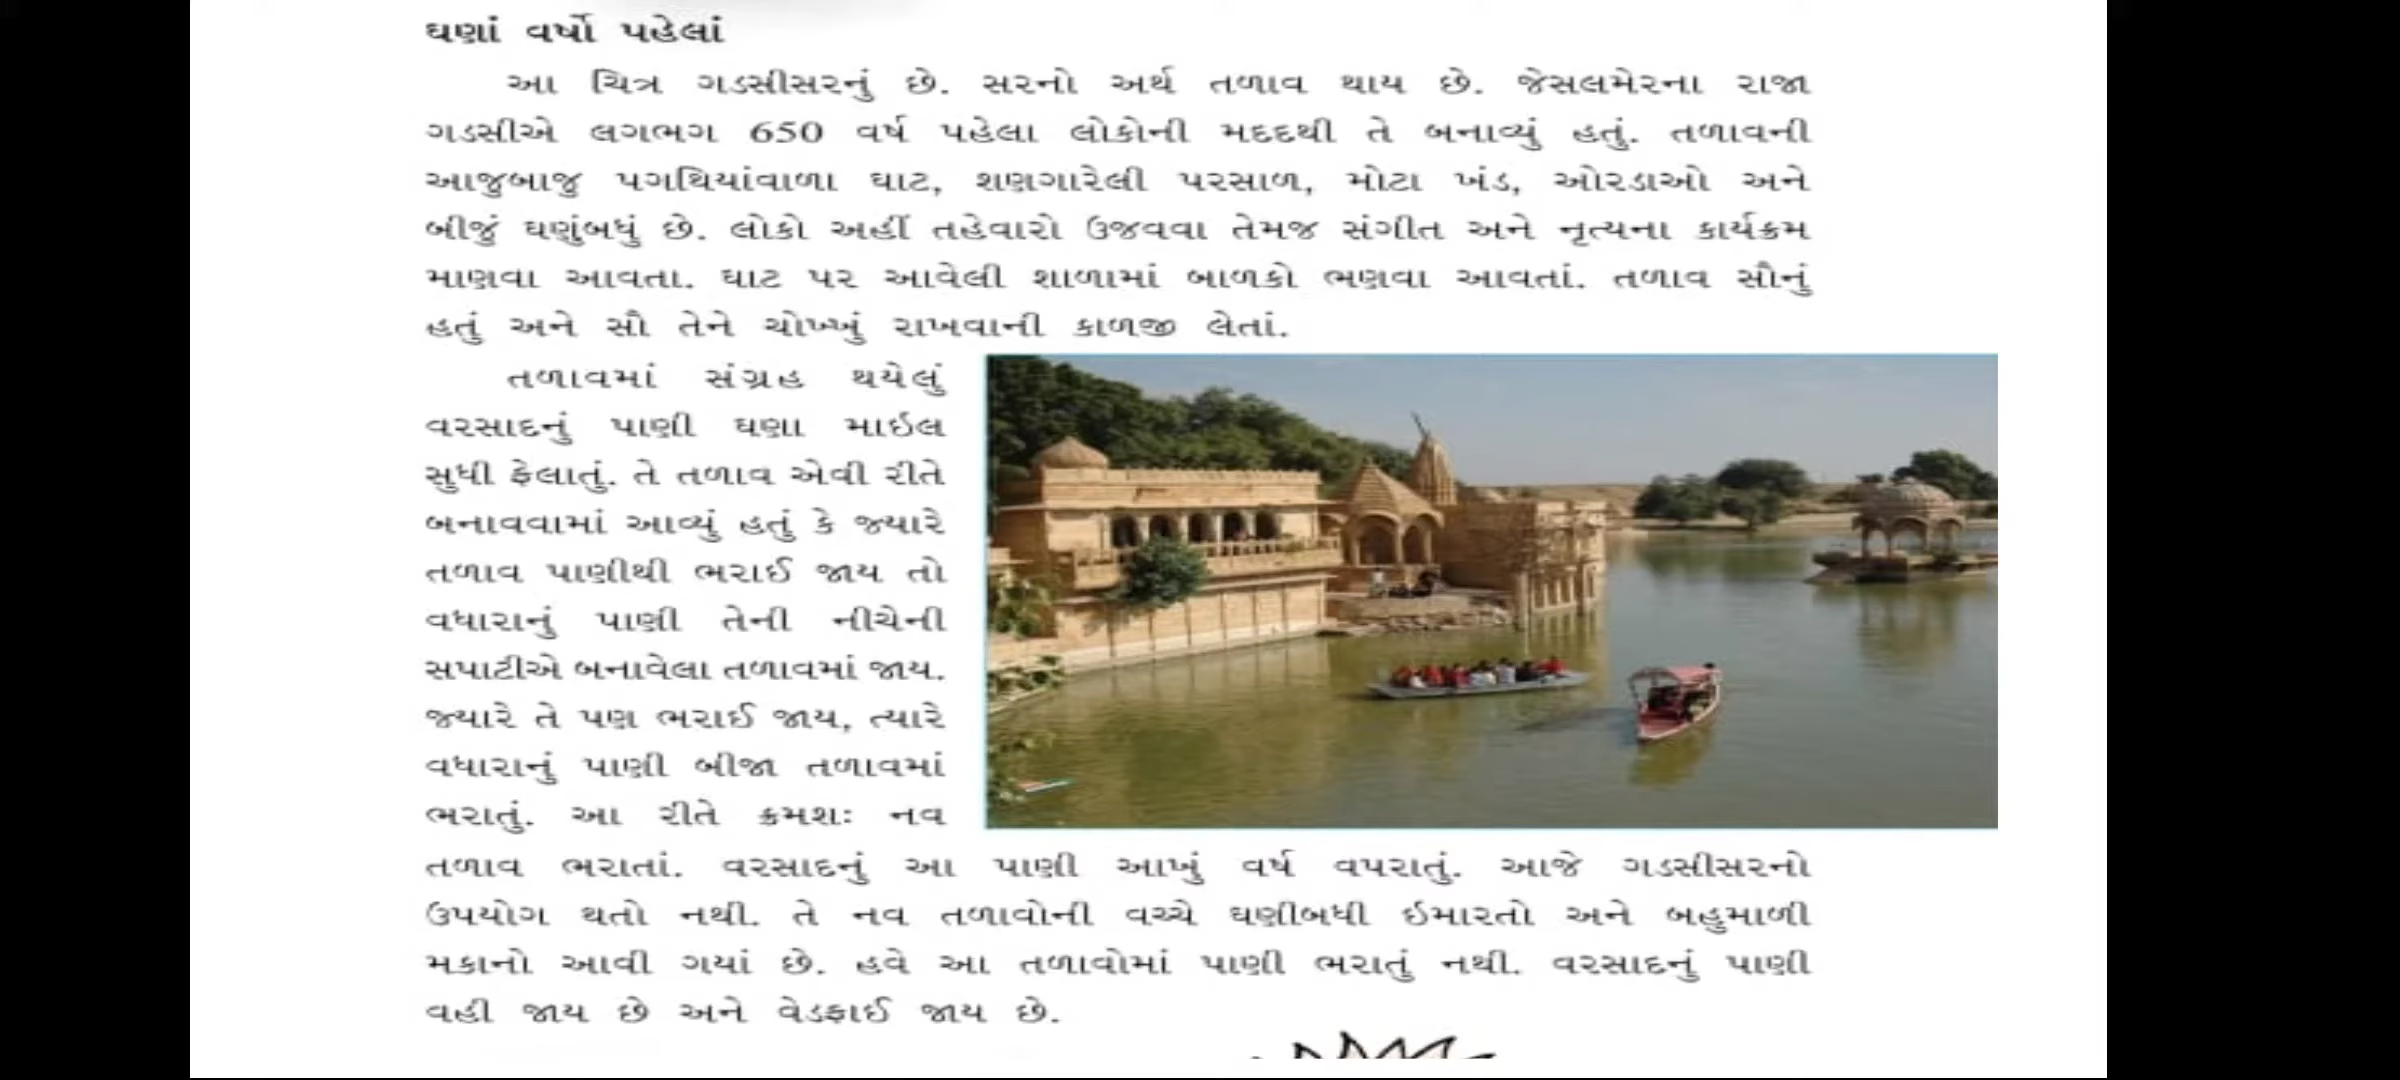 ઘણાં વર્ષો પહેલાં
આ ચિત્ર ગડસીસરનું છે. સરનો અર્થ તળાવ થાય છે. જેસલમેરના રાજા
ગડસીએ લગભગ 650 વર્ષ પહેલા લોકોની મદદથી તે બનાવ્યું હતું. તળાવની
આજુબાજુ પગથિયાંવાળા ઘાટ, શણગારેલી પરસાળ, મોટા ખંડ, ઓરડાઓ અને
બીજું ઘણુંબધું છે. લોકો અહીં તહેવારો ઉજવવા તેમજ સંગીત અને નૃત્યના કાર્યક્રમ
માણવા આવતા. ઘાટ પર આવેલી શાળામાં બાળકો ભણવા આવતાં. તળાવ સૌનું
હતું અને સૌ તેને ચોખ્ખું રાખવાની કાળજી લેતાં.
તળાવમાં સંગ્રહ થયેલું
વરસાદનું પાણી ઘણા માઇલ
સુધી ફેલાતું. તે તળાવ એવી રીતે
બનાવવામાં આવ્યું હતું કે જ્યારે
તળાવ પાણીથી ભરાઈ જાય તો
વધારાનું પાણી તેની નીચેની
સપાટીએ બનાવેલા તળાવમાં જાય.
જ્યારે તે પણ ભરાઈ જાય, ત્યારે
વધારાનું પાણી બીજા તળાવમાં
ભરાતું. આ રીતે ક્રમશઃ નવ
તળાવ ભરાતાં. વરસાદનું આ પાણી આખું વર્ષ વપરાતું. આજે ગડસીસરનો
ઉપયોગ થતો નથી. તે નવ તળાવોની વચ્ચે ઘણીબધી ઇમારતો અને બહુમાળી
મકાનો આવી ગયાં છે. હવે આ તળાવોમાં પાણી ભરાતું નથી. વરસાદનું પાણી
વહી જાય છે અને વેડફાઈ જાય છે.